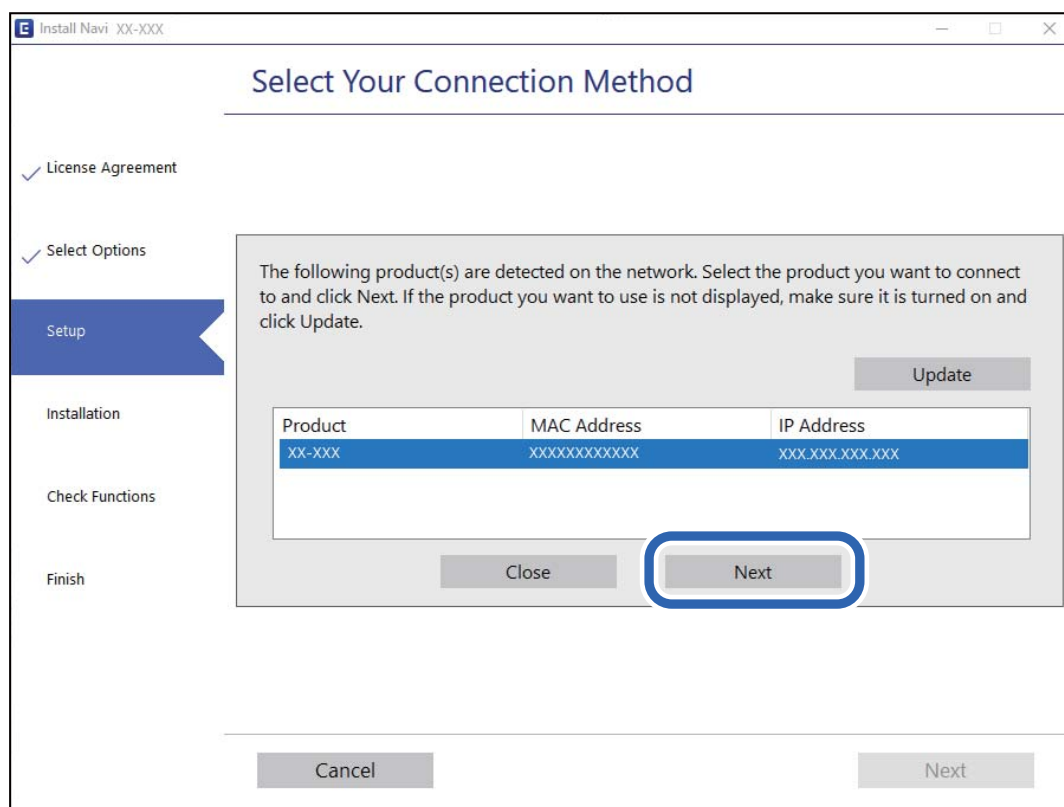 E Install Navi XX-XXX
Select Your Connection Method
License Agreement
Select Options
Setup
Installation
Check Functions
Finish
The following product(s) are detected on the network. Select the product you want to connect
to and click Next. If the product you want to use is not displayed, make sure it is turned on and
click Update.
Update
Product MAC Address IP Address
XX-XXX XXXXXXXXXXXX XXX.XXX.XXX.XXX
Close Next
Cancel Next